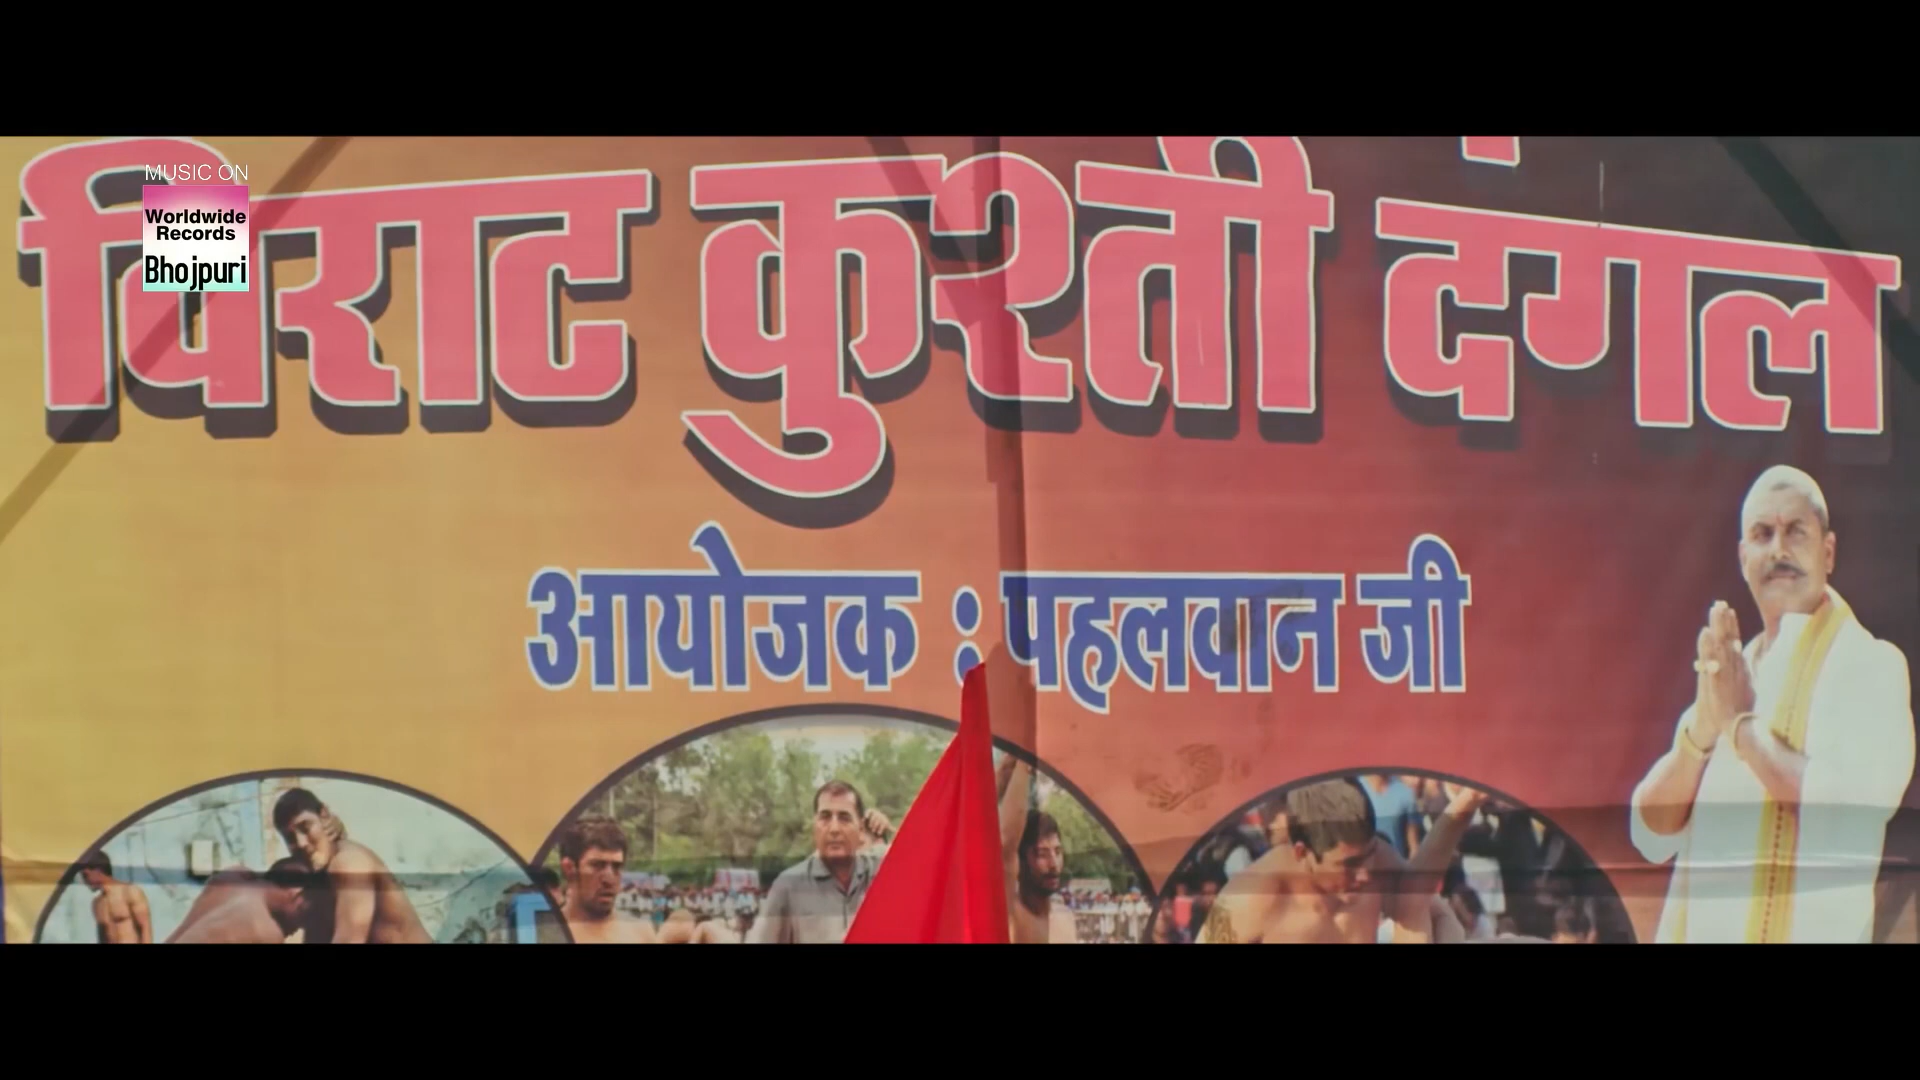 MUSIC ON
Worldwide
Records
Bhojpuri
विराट कुश्ती दंगल
आयोजक : पहलवान जी